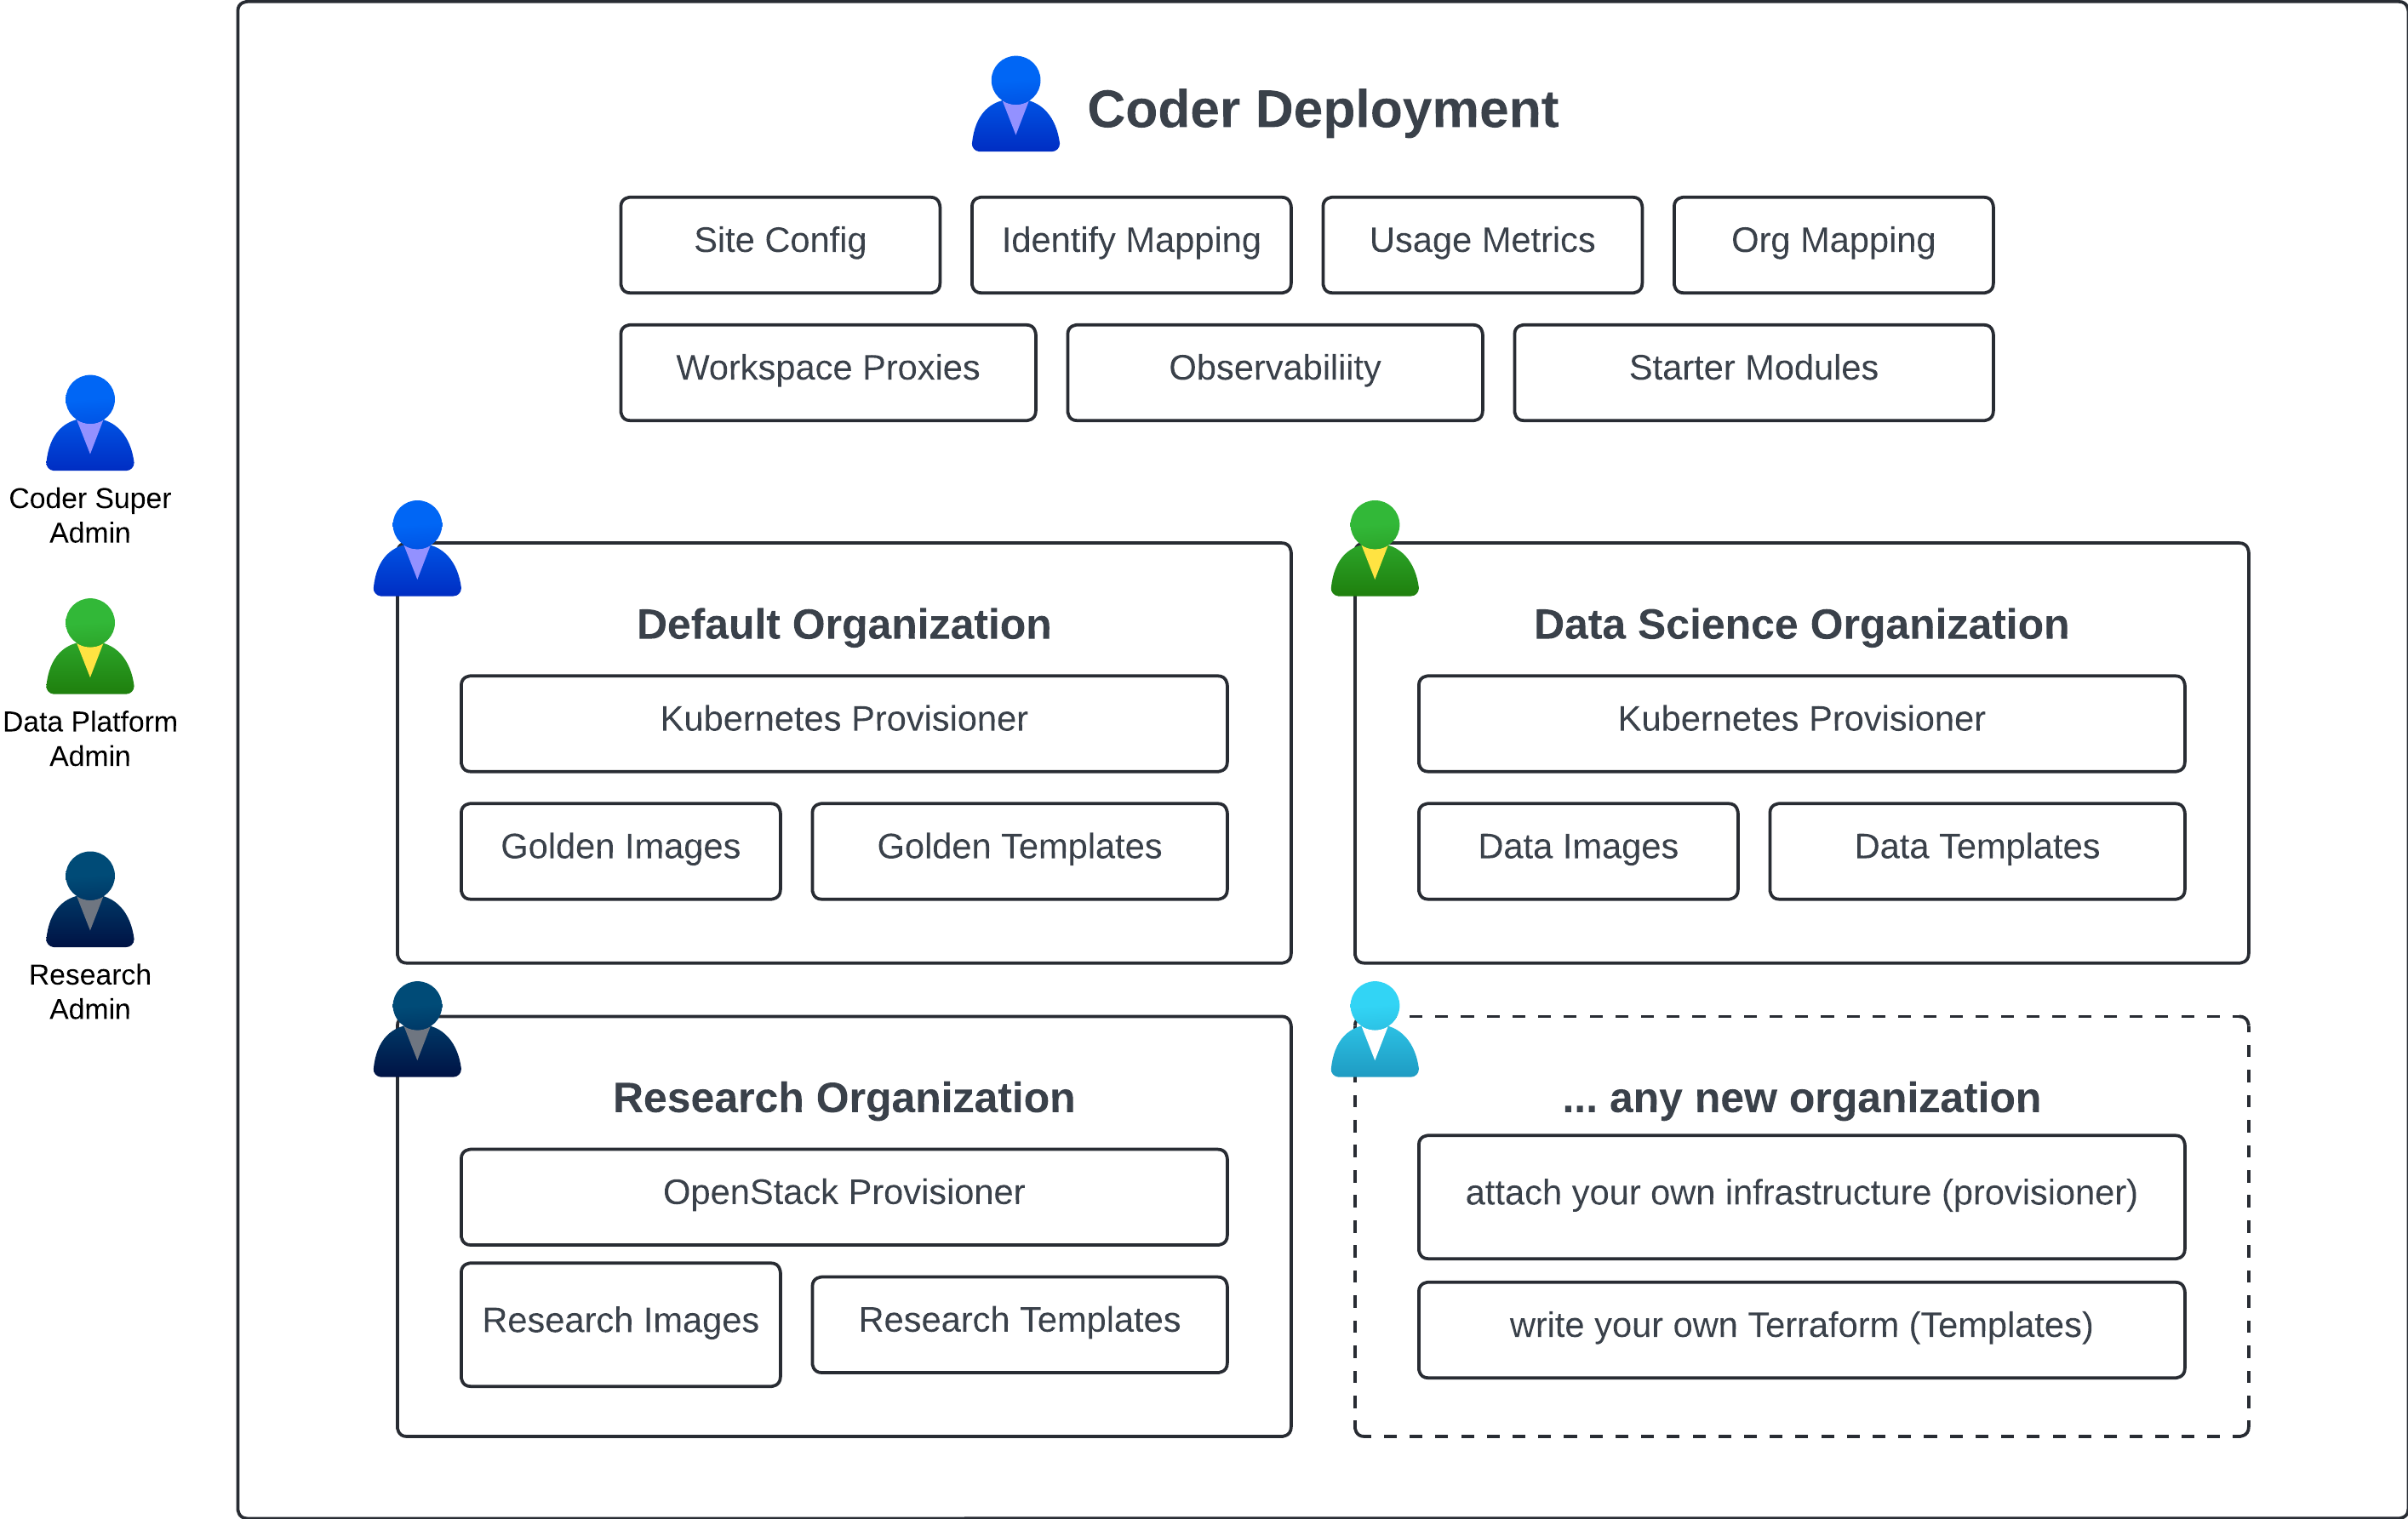 Coder Deployment
Site Config
Identify Mapping
Usage Metrics
Org Mapping
Workspace Proxies
Observabiliity
Starter Modules
Coder Super
Admin
Data Platform
Admin
Research
Admin
Default Organization
Kubernetes Provisioner
Golden Images
Golden Templates
Data Science Organization
Kubernetes Provisioner
Data Images
Data Templates
Research Organization
OpenStack Provisioner
Research Images
Research Templates
... any new organization
attach your own infrastructure (provisioner)
write your own Terraform (Templates)